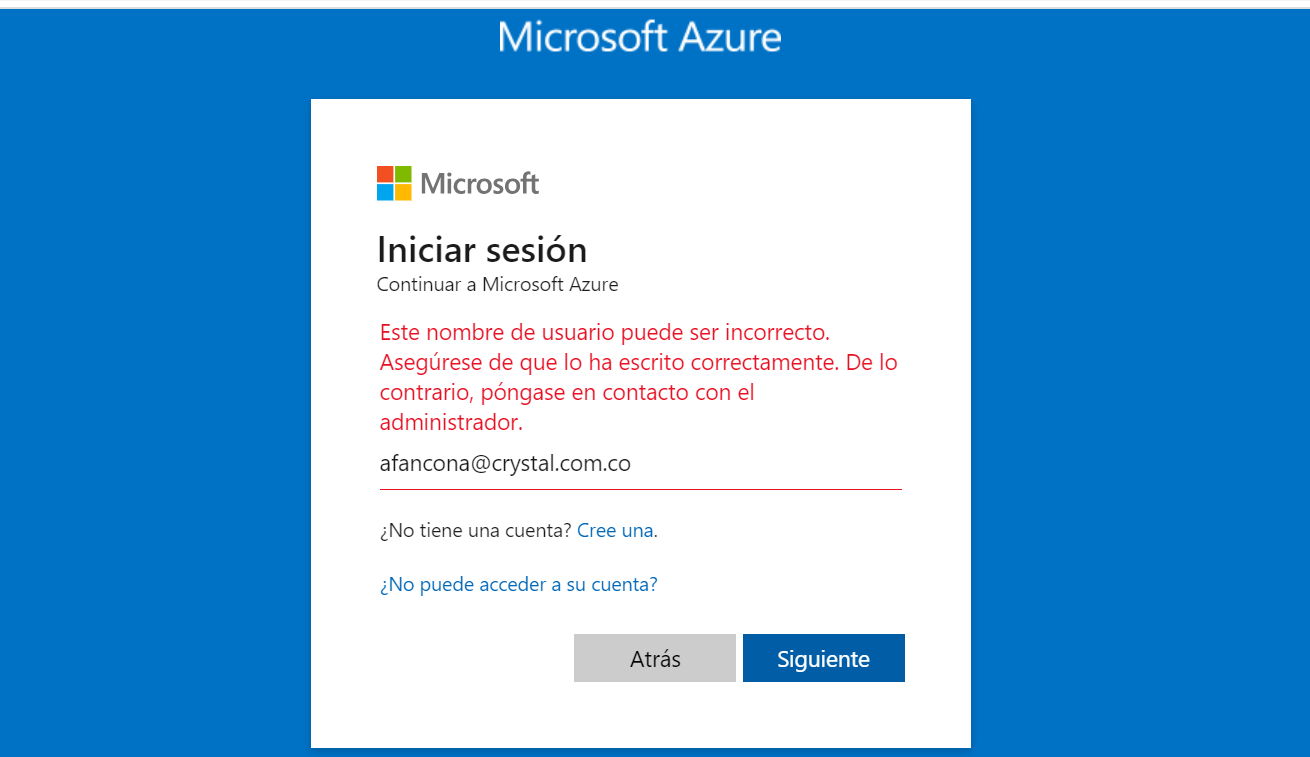 Microsoft Azure
Microsoft
Iniciar sesión
Continuar a Microsoft Azure
Este nombre de usuario puede ser incorrecto.
Asegúrese de que lo ha escrito correctamente. De lo
contrario, póngase en contacto con el
administrador.
afancona@crystal.com.co
¿No tiene una cuenta? Cree una.
¿No puede acceder a su cuenta?
Atrás Siguiente